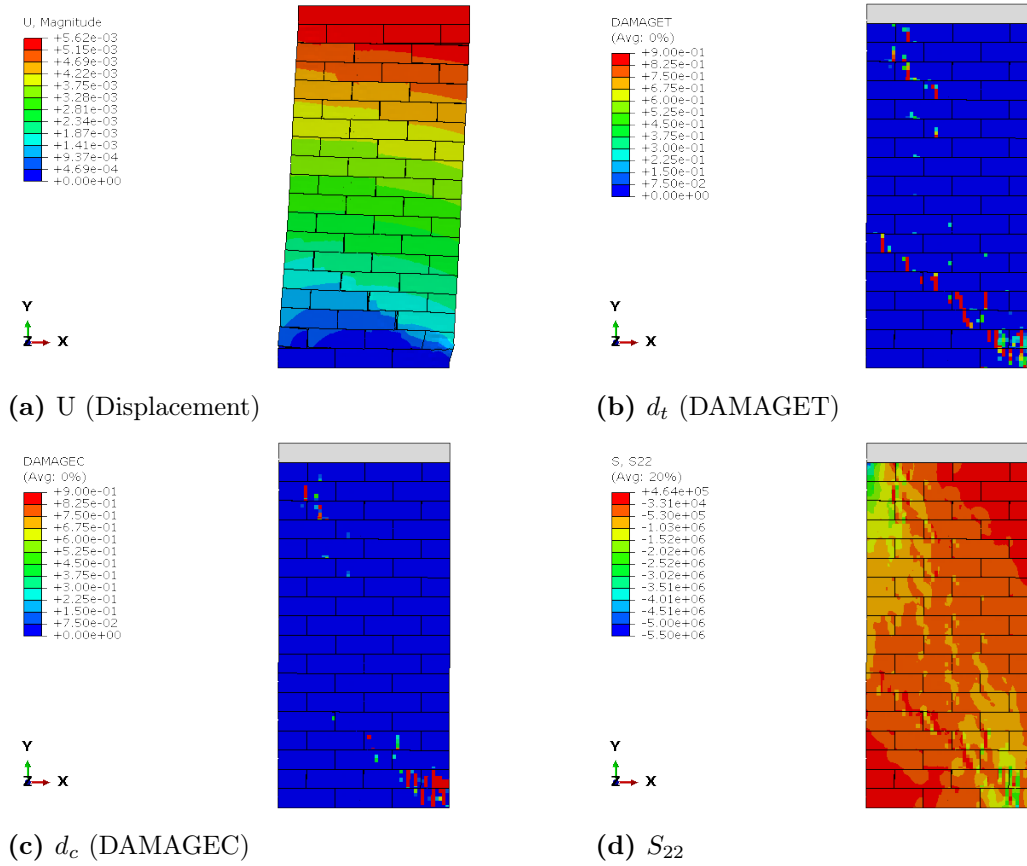 U, Magnitude
+5.62e-03
+5.15e-03
+4.69e-03
+4.22e-03
+3.75e-03
+3.28e-03
+2.81e-03
+2.34e-03
+1.87e-03
+1.41e-03
+9.37e-04
+4.69e-04
+0.00e+00
Y
Z X
(a) U (Displacement)
DAMAGET
(Avg: 0%)
+9.00e-01
+8.25e-01
+7.50e-01
+6.75e-01
+6.00e-01
+5.25e-01
+4.50e-01
+3.75e-01
+3.00e-01
+2.25e-01
+1.50e-01
+7.50e-02
+0.00e+00
Y
Z X
(b) d_t (DAMAGET)
DAMAGEC
(Avg: 0%)
+9.00e-01
+8.25e-01
+7.50e-01
+6.75e-01
+6.00e-01
+5.25e-01
+4.50e-01
+3.75e-01
+3.00e-01
+2.25e-01
+1.50e-01
+7.50e-02
+0.00e+00
Y
Z X
(c) d_c (DAMAGEC)
S, S22
(Avg: 20%)
+4.64e+05
-3.31e+04
-5.30e+05
-1.03e+06
-1.52e+06
-2.02e+06
-2.52e+06
-3.02e+06
-3.51e+06
-4.01e+06
-4.51e+06
-5.00e+06
-5.50e+06
Y
Z X
(d) S_22